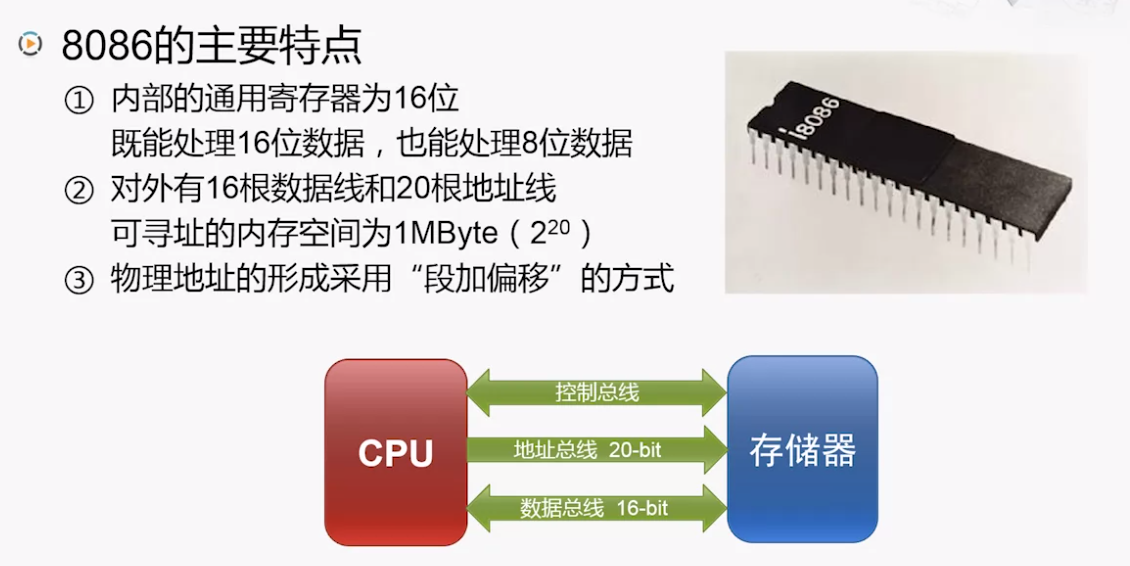 8086的主要特点
① 内部的通用寄存器为16位
既能处理16位数据，也能处理8位数据
② 对外有16根数据线和20根地址线
可寻址的内存空间为1MByte（2²⁰）
③ 物理地址的形成采用“段加偏移”的方式
i8086
CPU
控制总线
地址总线 20-bit
数据总线 16-bit
存储器